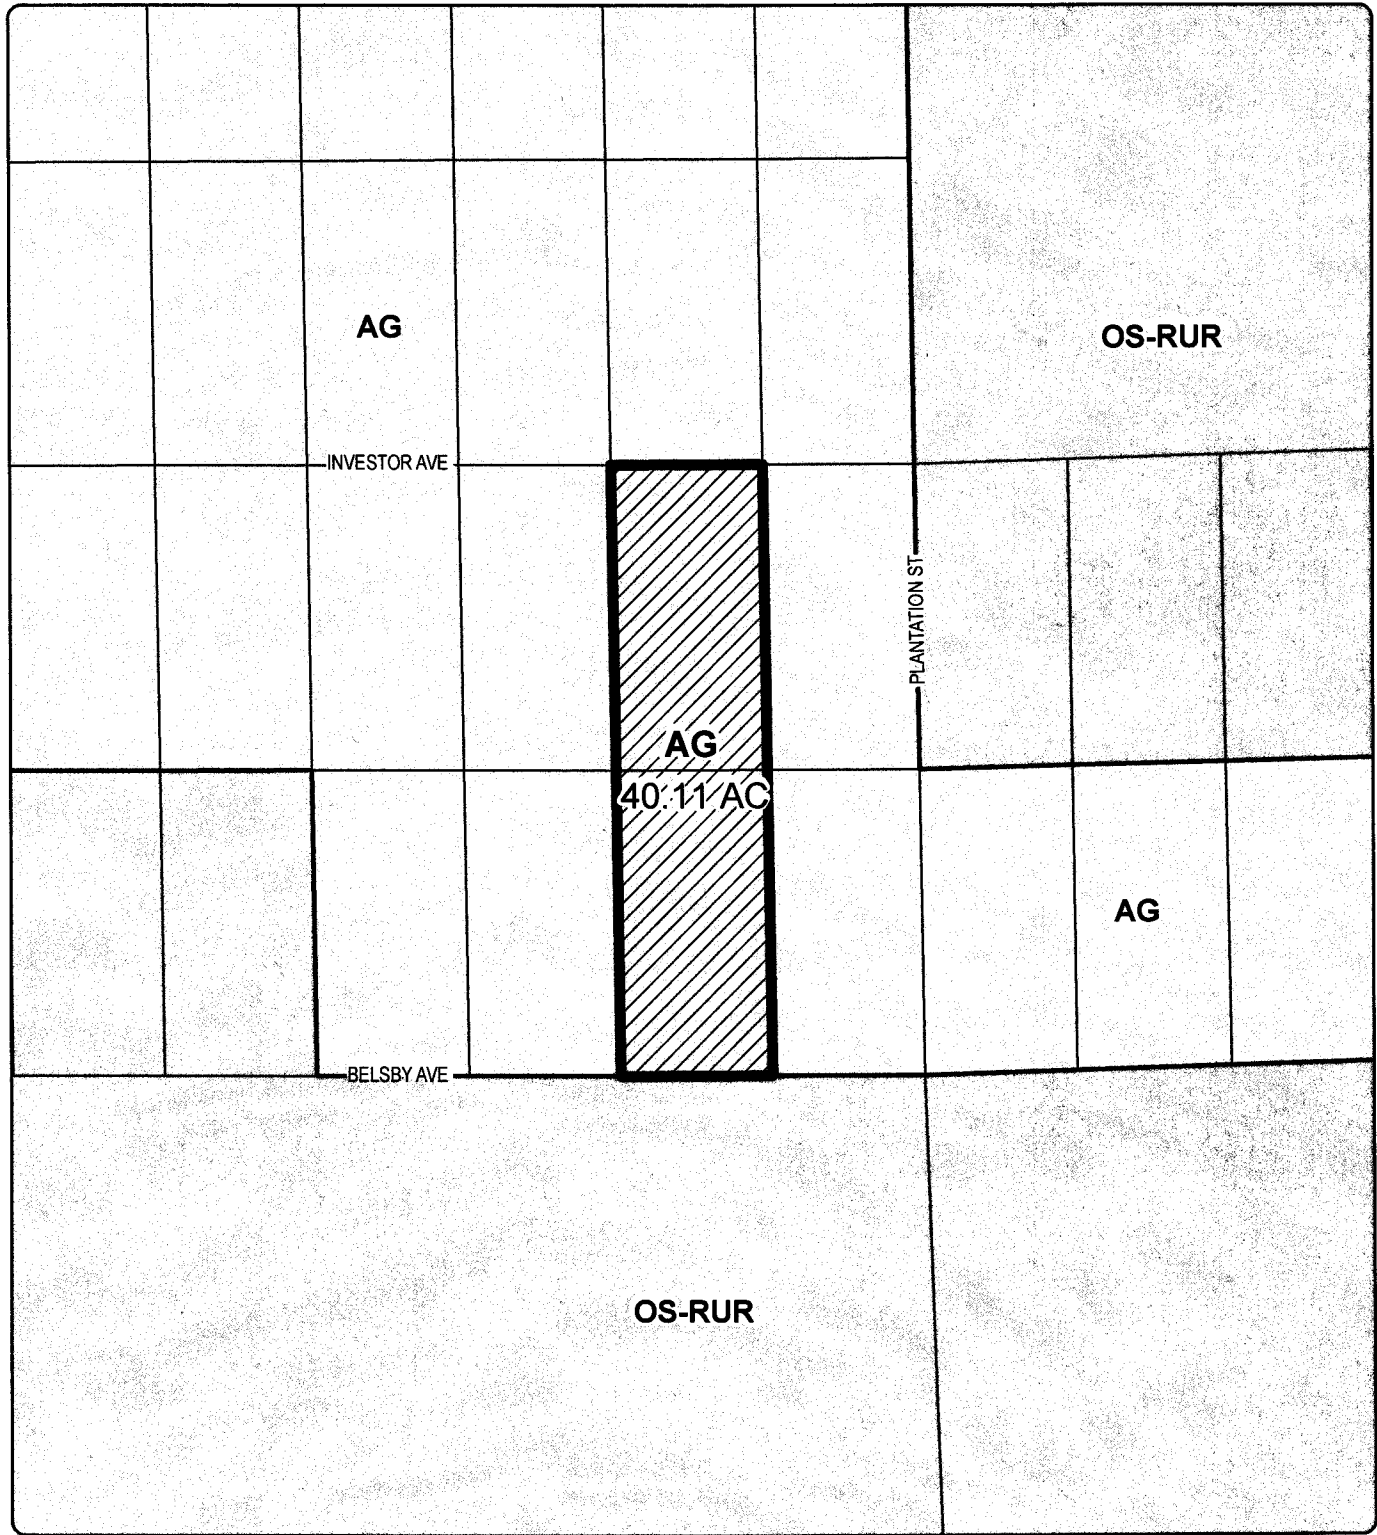 AG
OS-RUR
INVESTOR AVE
PLANTATION ST
AG
40.11 AC
AG
BELSBY AVE
OS-RUR